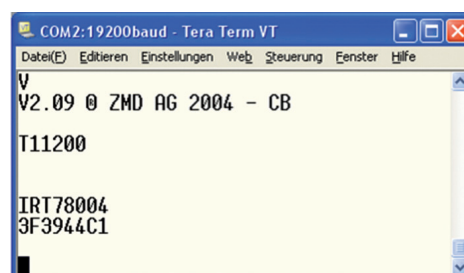 COM2:19200baud - Tera Term VT
Datei(F) Editieren Einstellungen Web Steuerung Fenster Hilfe
V
V2.09 @ ZMD AG 2004 - CB
T11200
IRT78004
3F3944C1